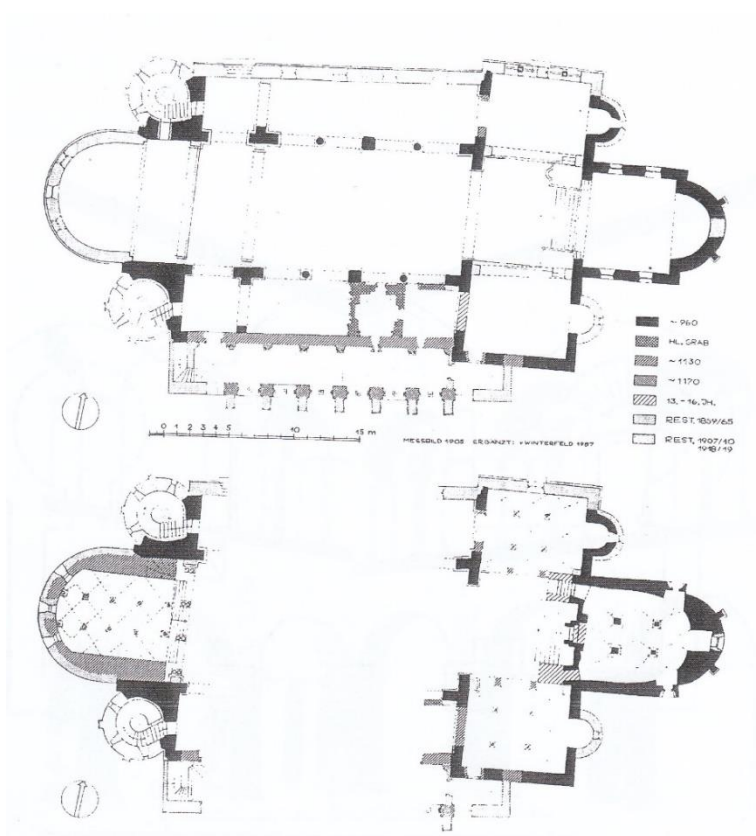 ~960
HL. GRAB
~1130
~1170
13.-16. JH.
REST. 1859/65
REST. 1907/10
1918/19
0 1 2 3 4 5 10 15 m
MESSBILD 1905 ERGÄNZT: v WINTERFELD 1987